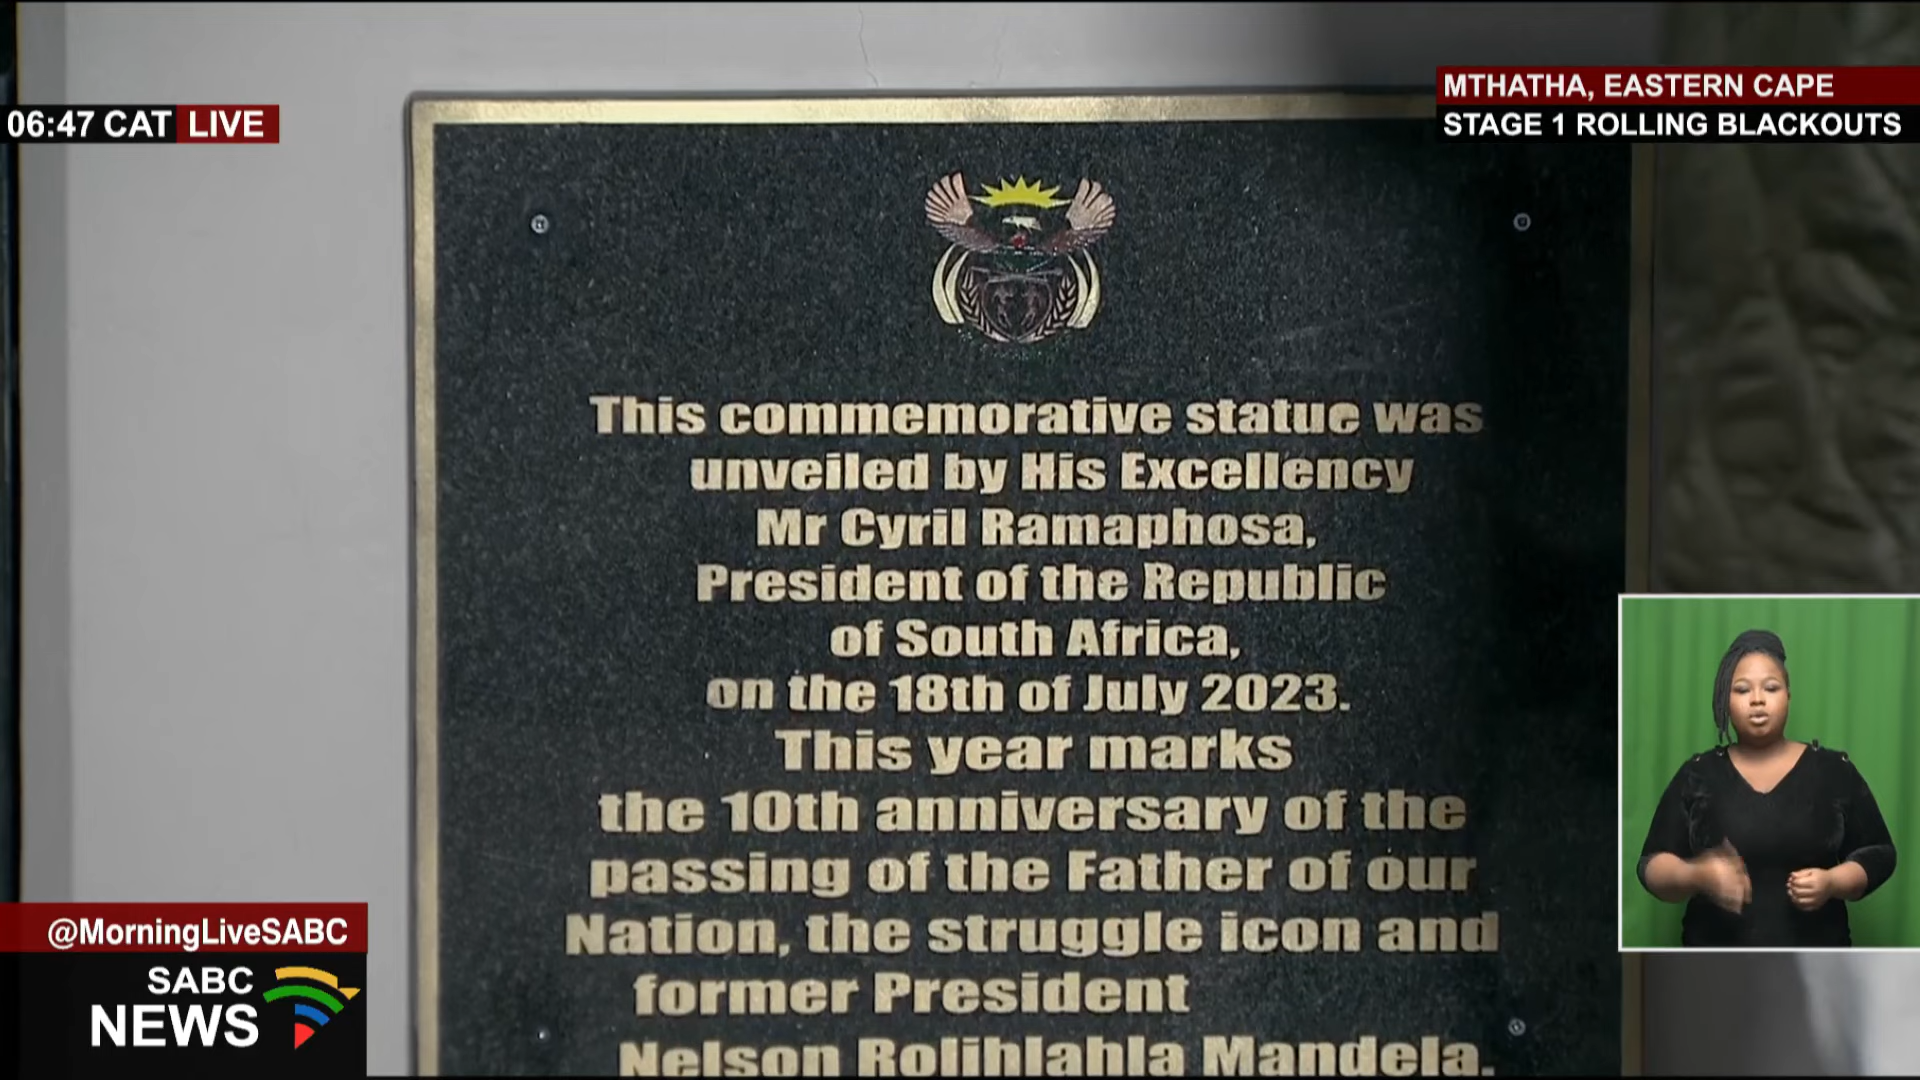 06:47 CAT LIVE
MTHATHA, EASTERN CAPE
STAGE 1 ROLLING BLACKOUTS
This commemorative statue was
unveiled by His Excellency
Mr Cyril Ramaphosa,
President of the Republic
of South Africa,
on the 18th of July 2023.
This year marks
the 10th anniversary of the
passing of the Father of our
Nation, the struggle icon and
former President
Nelson Rolihlahla Mandela.
@MorningLiveSABC
SABC
NEWS